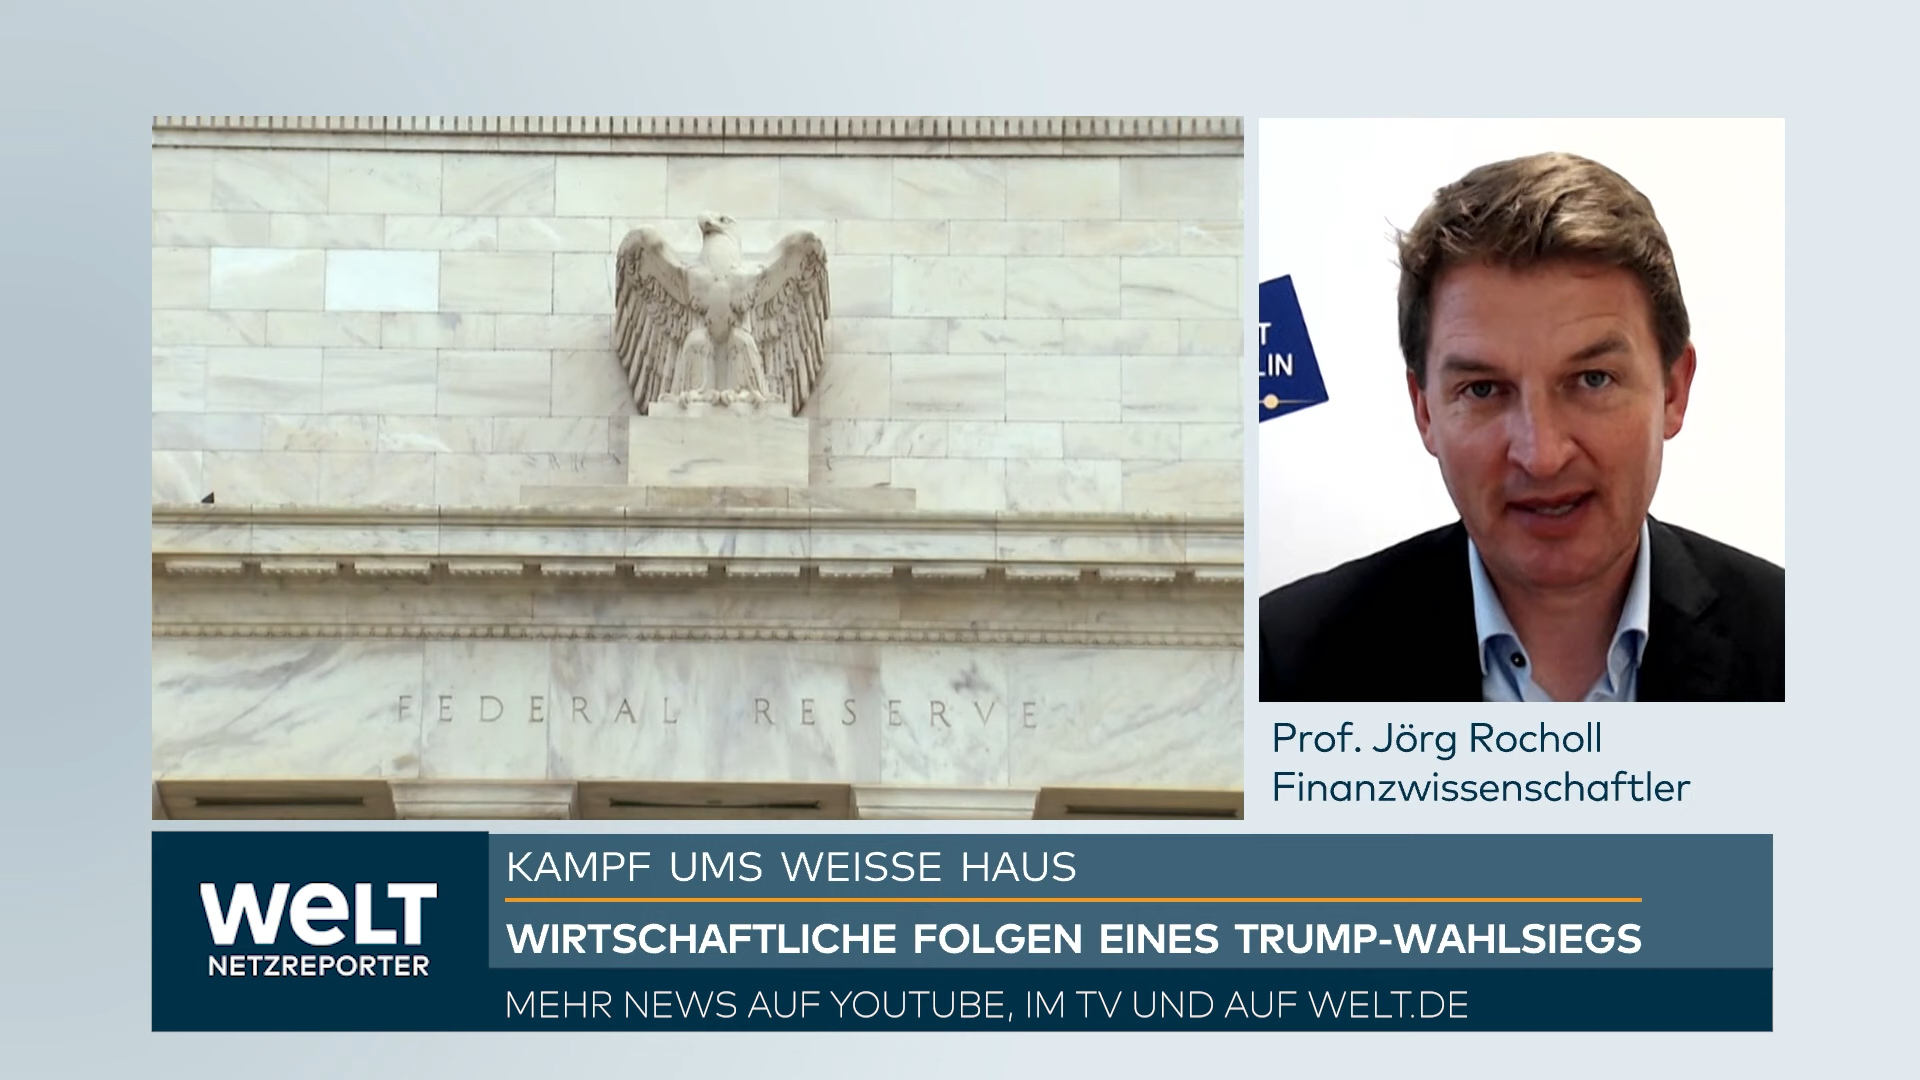 FEDERAL RESERVE
T
LIN
Prof. Jörg Rocholl
Finanzwissenschaftler
WELT
NETZREPORTER
KAMPF UMS WEISSE HAUS
WIRTSCHAFTLICHE FOLGEN EINES TRUMP-WAHLSIEGS
MEHR NEWS AUF YOUTUBE, IM TV UND AUF WELT.DE